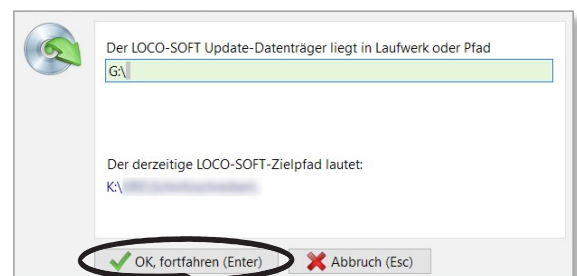 Der LOCO-SOFT Update-Datenträger liegt in Laufwerk oder Pfad
G:\
Der derzeitige LOCO-SOFT-Zielpfad lautet:
K:\
OK, fortfahren (Enter) Abbruch (Esc)